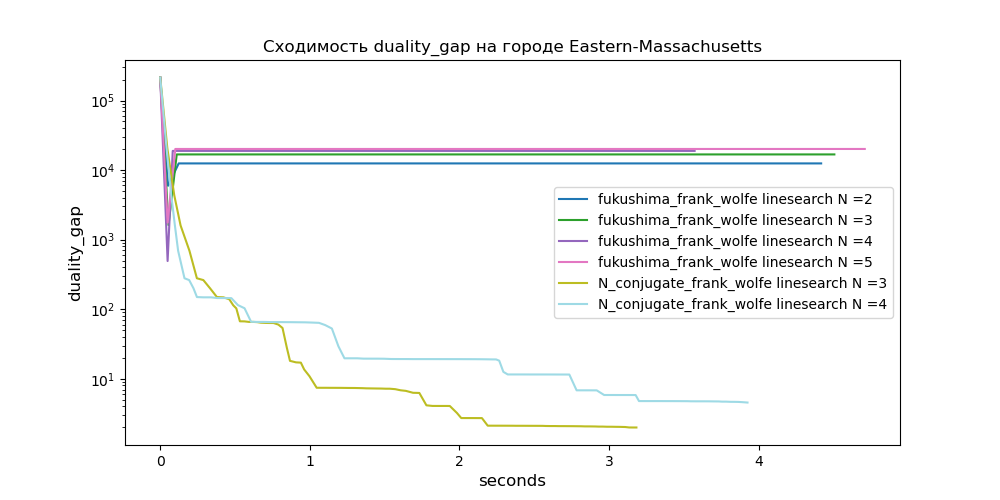 Сходимость duality_gap на городе Eastern-Massachusetts
duality_gap
10^5
10^4
10^3
10^2
10^1
fukushima_frank_wolfe linesearch N =2
fukushima_frank_wolfe linesearch N =3
fukushima_frank_wolfe linesearch N =4
fukushima_frank_wolfe linesearch N =5
N_conjugate_frank_wolfe linesearch N =3
N_conjugate_frank_wolfe linesearch N =4
0 1 2 3 4
seconds